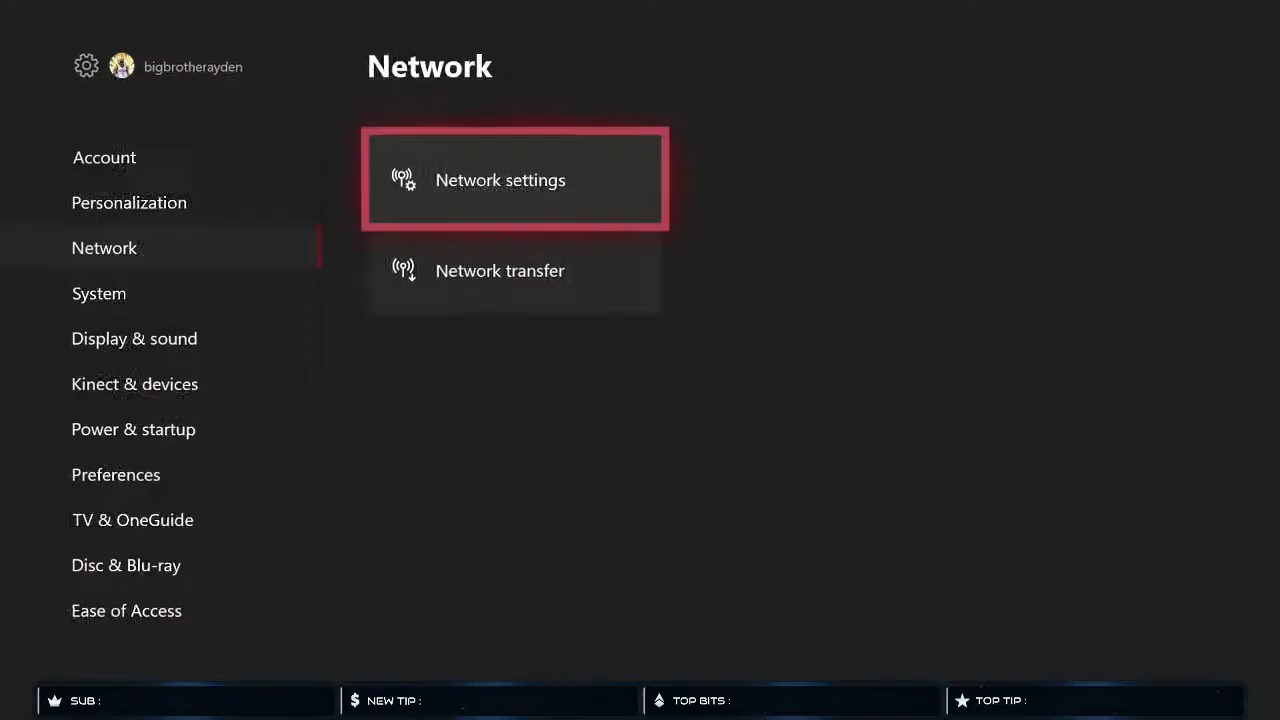 bigbrotherayden
Network
Account
Personalization
Network
System
Display & sound
Kinect & devices
Power & startup
Preferences
TV & OneGuide
Disc & Blu-ray
Ease of Access
Network settings
Network transfer
SUB :
$ NEW TIP :
TOP BITS :
TOP TIP :